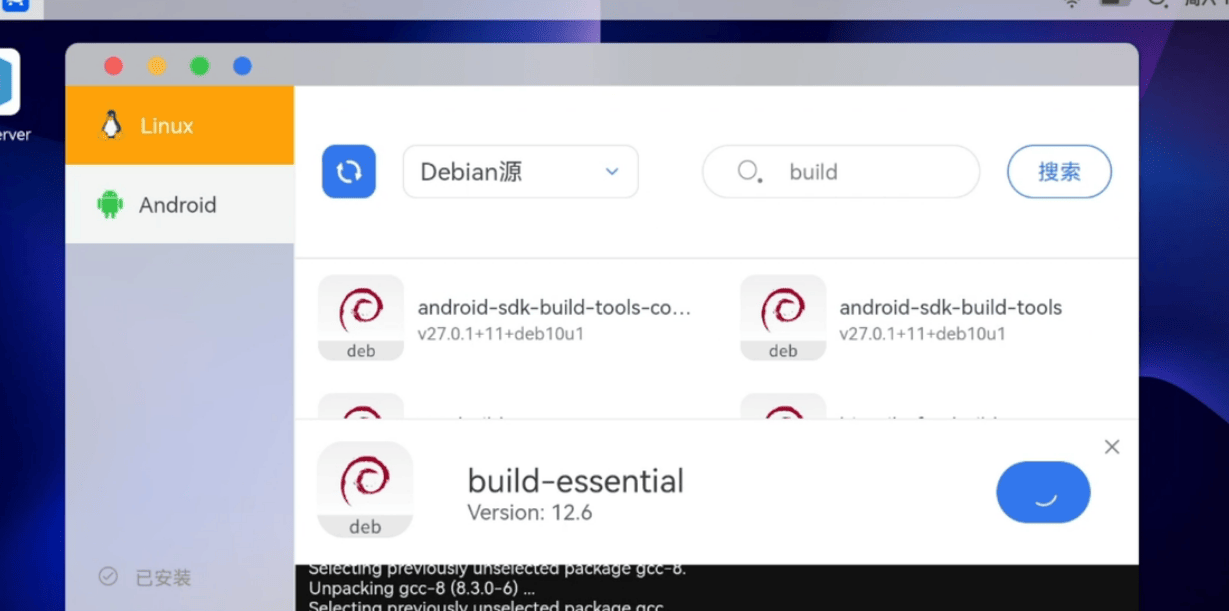 erver
Linux
Android
Debian源
build
搜索
android-sdk-build-tools-co...
v27.0.1+11+deb10u1
deb
android-sdk-build-tools
v27.0.1+11+deb10u1
deb
build-essential
Version: 12.6
deb
已安装
Selecting previously unselected package gcc-8.
Unpacking gcc-8 (8.3.0-6) ...
Selecting previously unselected package gcc